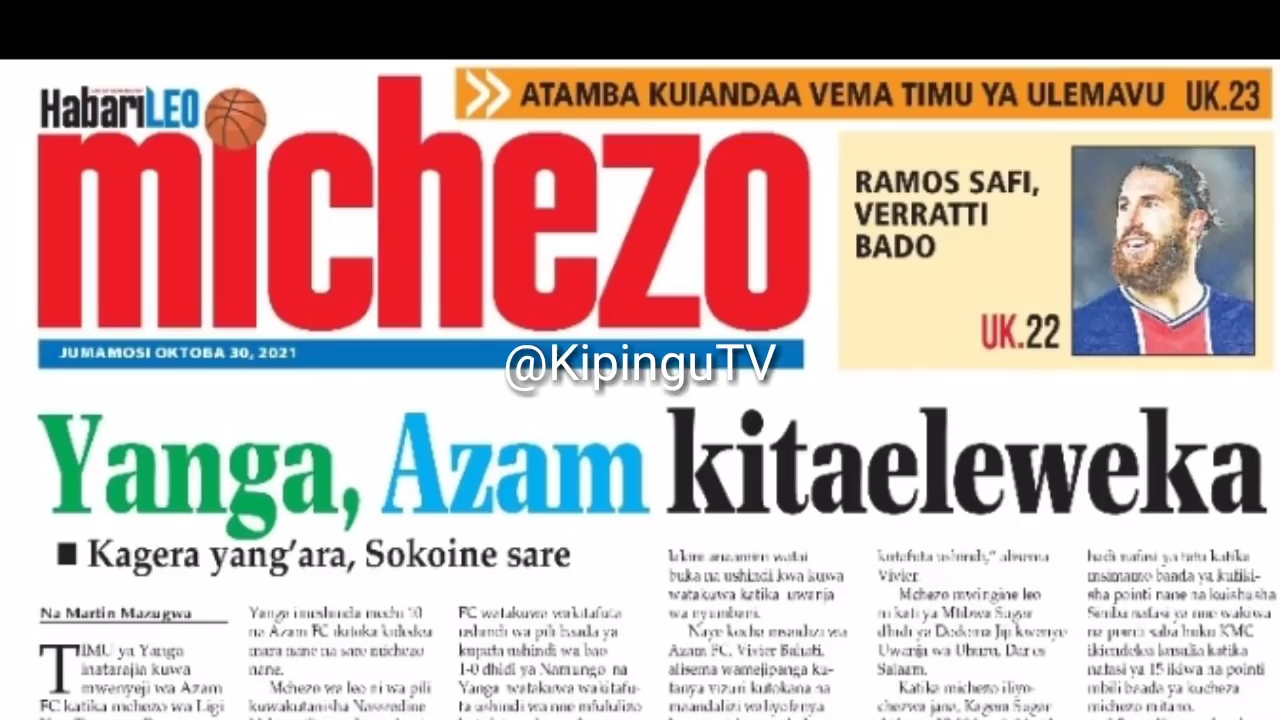 HabariLEO
michezo
ATAMBA KUIANDAA VEMA TIMU YA ULEMAVU UK.23
RAMOS SAFI,
VERRATTI
BADO
UK.22
JUMAMOSI OKTOBA 30, 2021
@KipinguTV
Yanga, Azam kitaeleweka
■ Kagera yang'ara, Sokoine sare
Na Martin Mazugwa
TIMU ya Yanga
inatarajia kuwa
mwenyeji wa Azam
FC katika mchezo wa Ligi
Yanga imeshinda mechi 10
na Azam FC
mara nane na sare michezo
nane.
Mchezo wa leo ni wa pili
kuwakutanisha Nasreddine
FC watakuwa wakitafuta
ushindi wa pili baada ya
kupata ushindi wa bao
1-0 dhidi ya Namungo na
Yanga watakuwa wakitafu-
ta ushindi wa nne mfululizo
buka na ushindi kwa kuwa
watakuwa katika uwanja
wa nyumbani.
Naye kocha msaidizi wa
Azam FC, Vivier Bahati,
alisema wamejipanga ka-
tanya vizuri kutokana na
maandalizi waliyofanya
kutafuta ushindi," alisema
Vivier.
Mchezo mwingine leo
ni kati ya Mtibwa Sugar
dhidi ya Dodoma Jiji kwenye
Uwanja wa Uhuru, Dar es
Salaam.
Katika michezo iliyo-
chezwa jana, Kagera Sugar
hadi nafasi ya tatu katika
msimamo baada ya kufiki-
sha pointi nane na kuishusha
Simba nafasi ya nne wakiwa
na pointi saba huku KMC
ikiendelea kusalia katika
nafasi ya 15 ikiwa na pointi
mbili baada ya kucheza
michezo mitano.